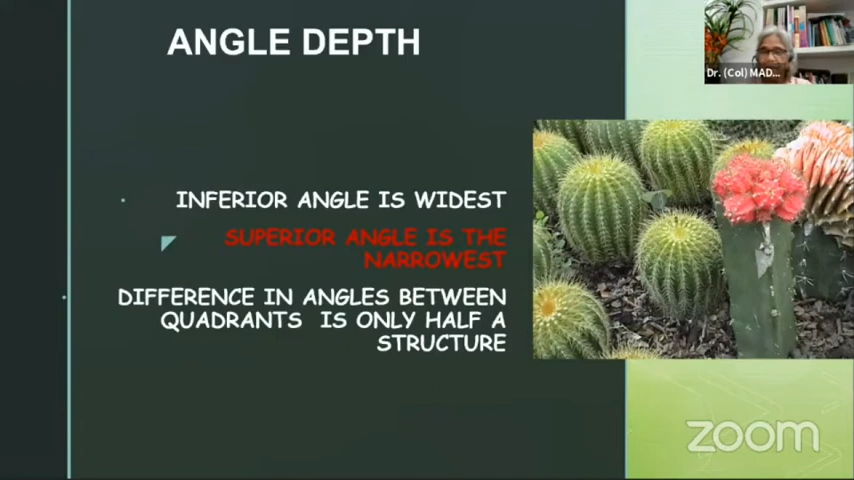 ANGLE DEPTH
Dr. (Col) MAD...
INFERIOR ANGLE IS WIDEST
SUPERIOR ANGLE IS THE
NARROWEST
DIFFERENCE IN ANGLES BETWEEN
QUADRANTS IS ONLY HALF A
STRUCTURE
zoom